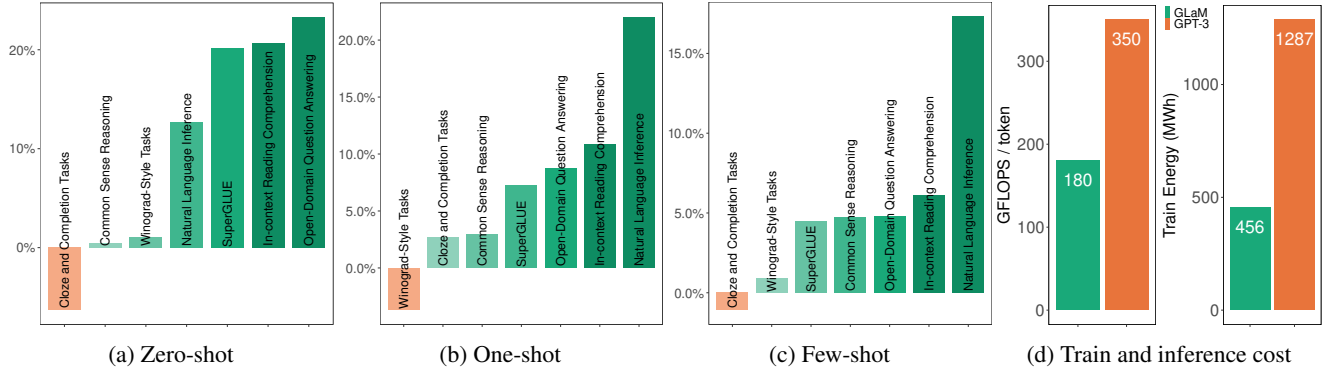 20%
10%
0%
Cloze and Completion Tasks
Common Sense Reasoning
Winograd-Style Tasks
Natural Language Inference
SuperGLUE
In-context Reading Comprehension
Open-Domain Question Answering
(a) Zero-shot
20.0%
15.0%
10.0%
5.0%
0.0%
Winograd-Style Tasks
Cloze and Completion Tasks
Common Sense Reasoning
SuperGLUE
Open-Domain Question Answering
In-context Reading Comprehension
Natural Language Inference
(b) One-shot
15.0%
10.0%
5.0%
0.0%
Cloze and Completion Tasks
Winograd-Style Tasks
SuperGLUE
Common Sense Reasoning
Open-Domain Question Answering
In-context Reading Comprehension
Natural Language Inference
(c) Few-shot
GLaM
GPT-3
GFLOPS / token
300
200
100
0
180
350
Train Energy (MWh)
1000
500
0
456
1287
(d) Train and inference cost